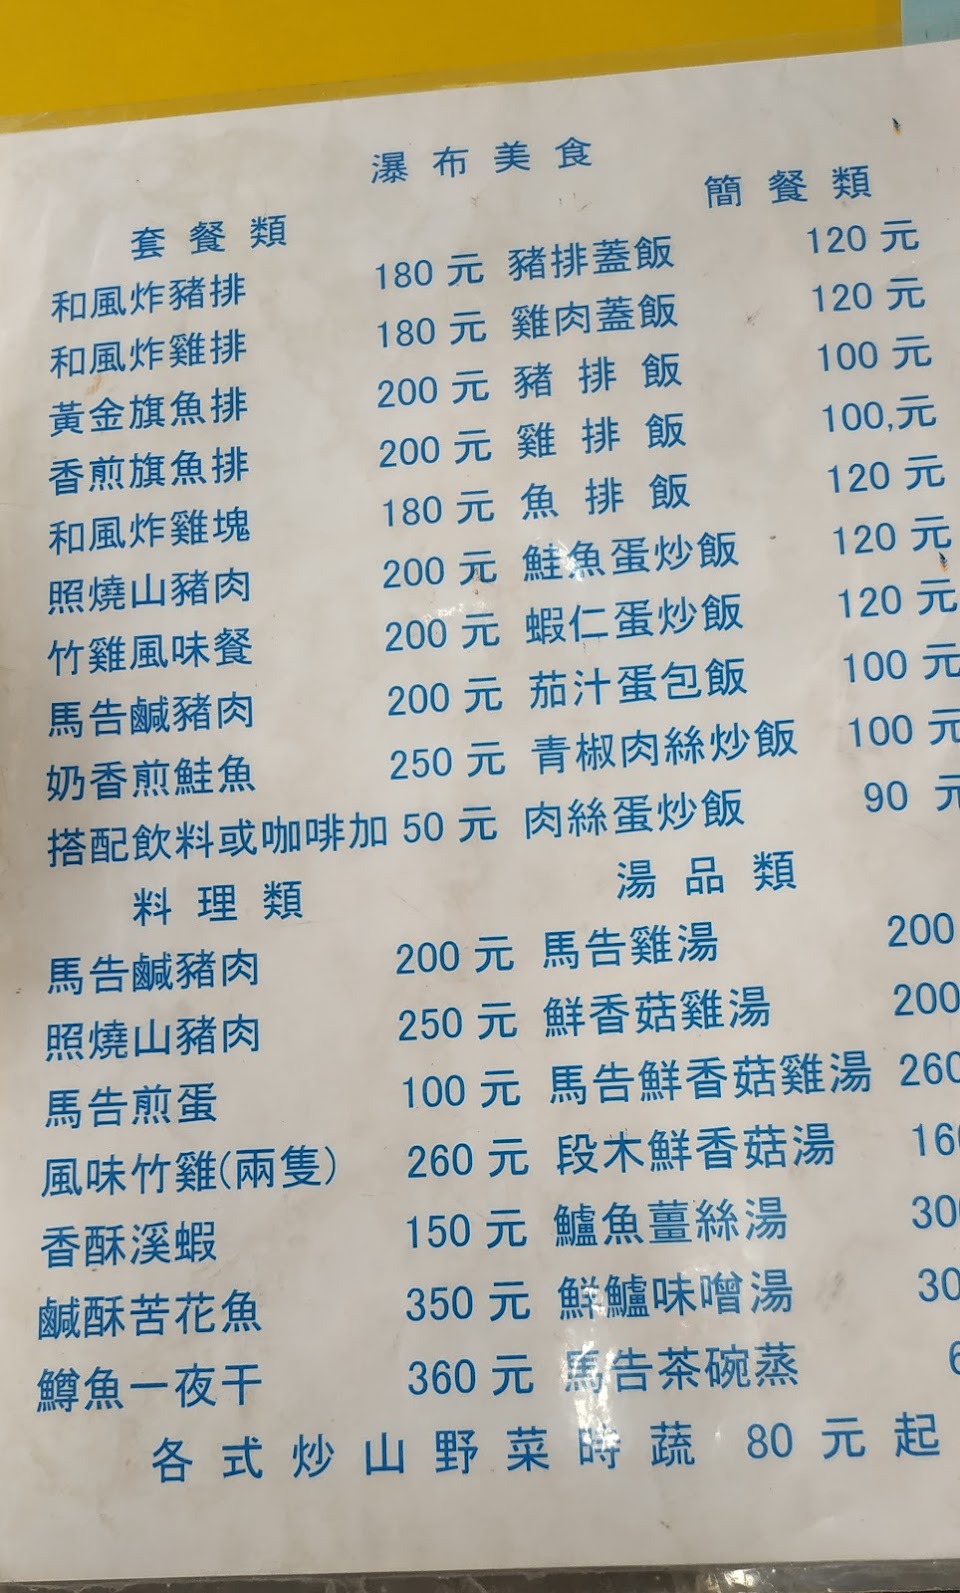 瀑布美食
套餐類
和風炸豬排 180元
和風炸雞排 180元
黃金旗魚排 200元
香煎旗魚排 200元
和風炸雞塊 180元
照燒山豬肉 200元
竹雞風味餐 200元
馬告鹹豬肉 200元
奶香煎鮭魚 250元
搭配飲料或咖啡加50元
簡餐類
豬排蓋飯 120元
雞肉蓋飯 120元
豬排飯 100元
雞排飯 100,元
魚排飯 120元
鮭魚蛋炒飯 120元
蝦仁蛋炒飯 120元
茄汁蛋包飯 100元
青椒肉絲炒飯 100元
肉絲蛋炒飯 90元
料理類
馬告鹹豬肉 200元
照燒山豬肉 250元
馬告煎蛋 100元
風味竹雞(兩隻) 260元
香酥溪蝦 150元
鹹酥苦花魚 350元
鱒魚一夜干 360元
湯品類
馬告雞湯 200
鮮香菇雞湯 200
馬告鮮香菇雞湯 260
段木鮮香菇湯
鱸魚薑絲湯
鮮鱸味噌湯
馬告茶碗蒸
各式炒山野菜時蔬 80元起